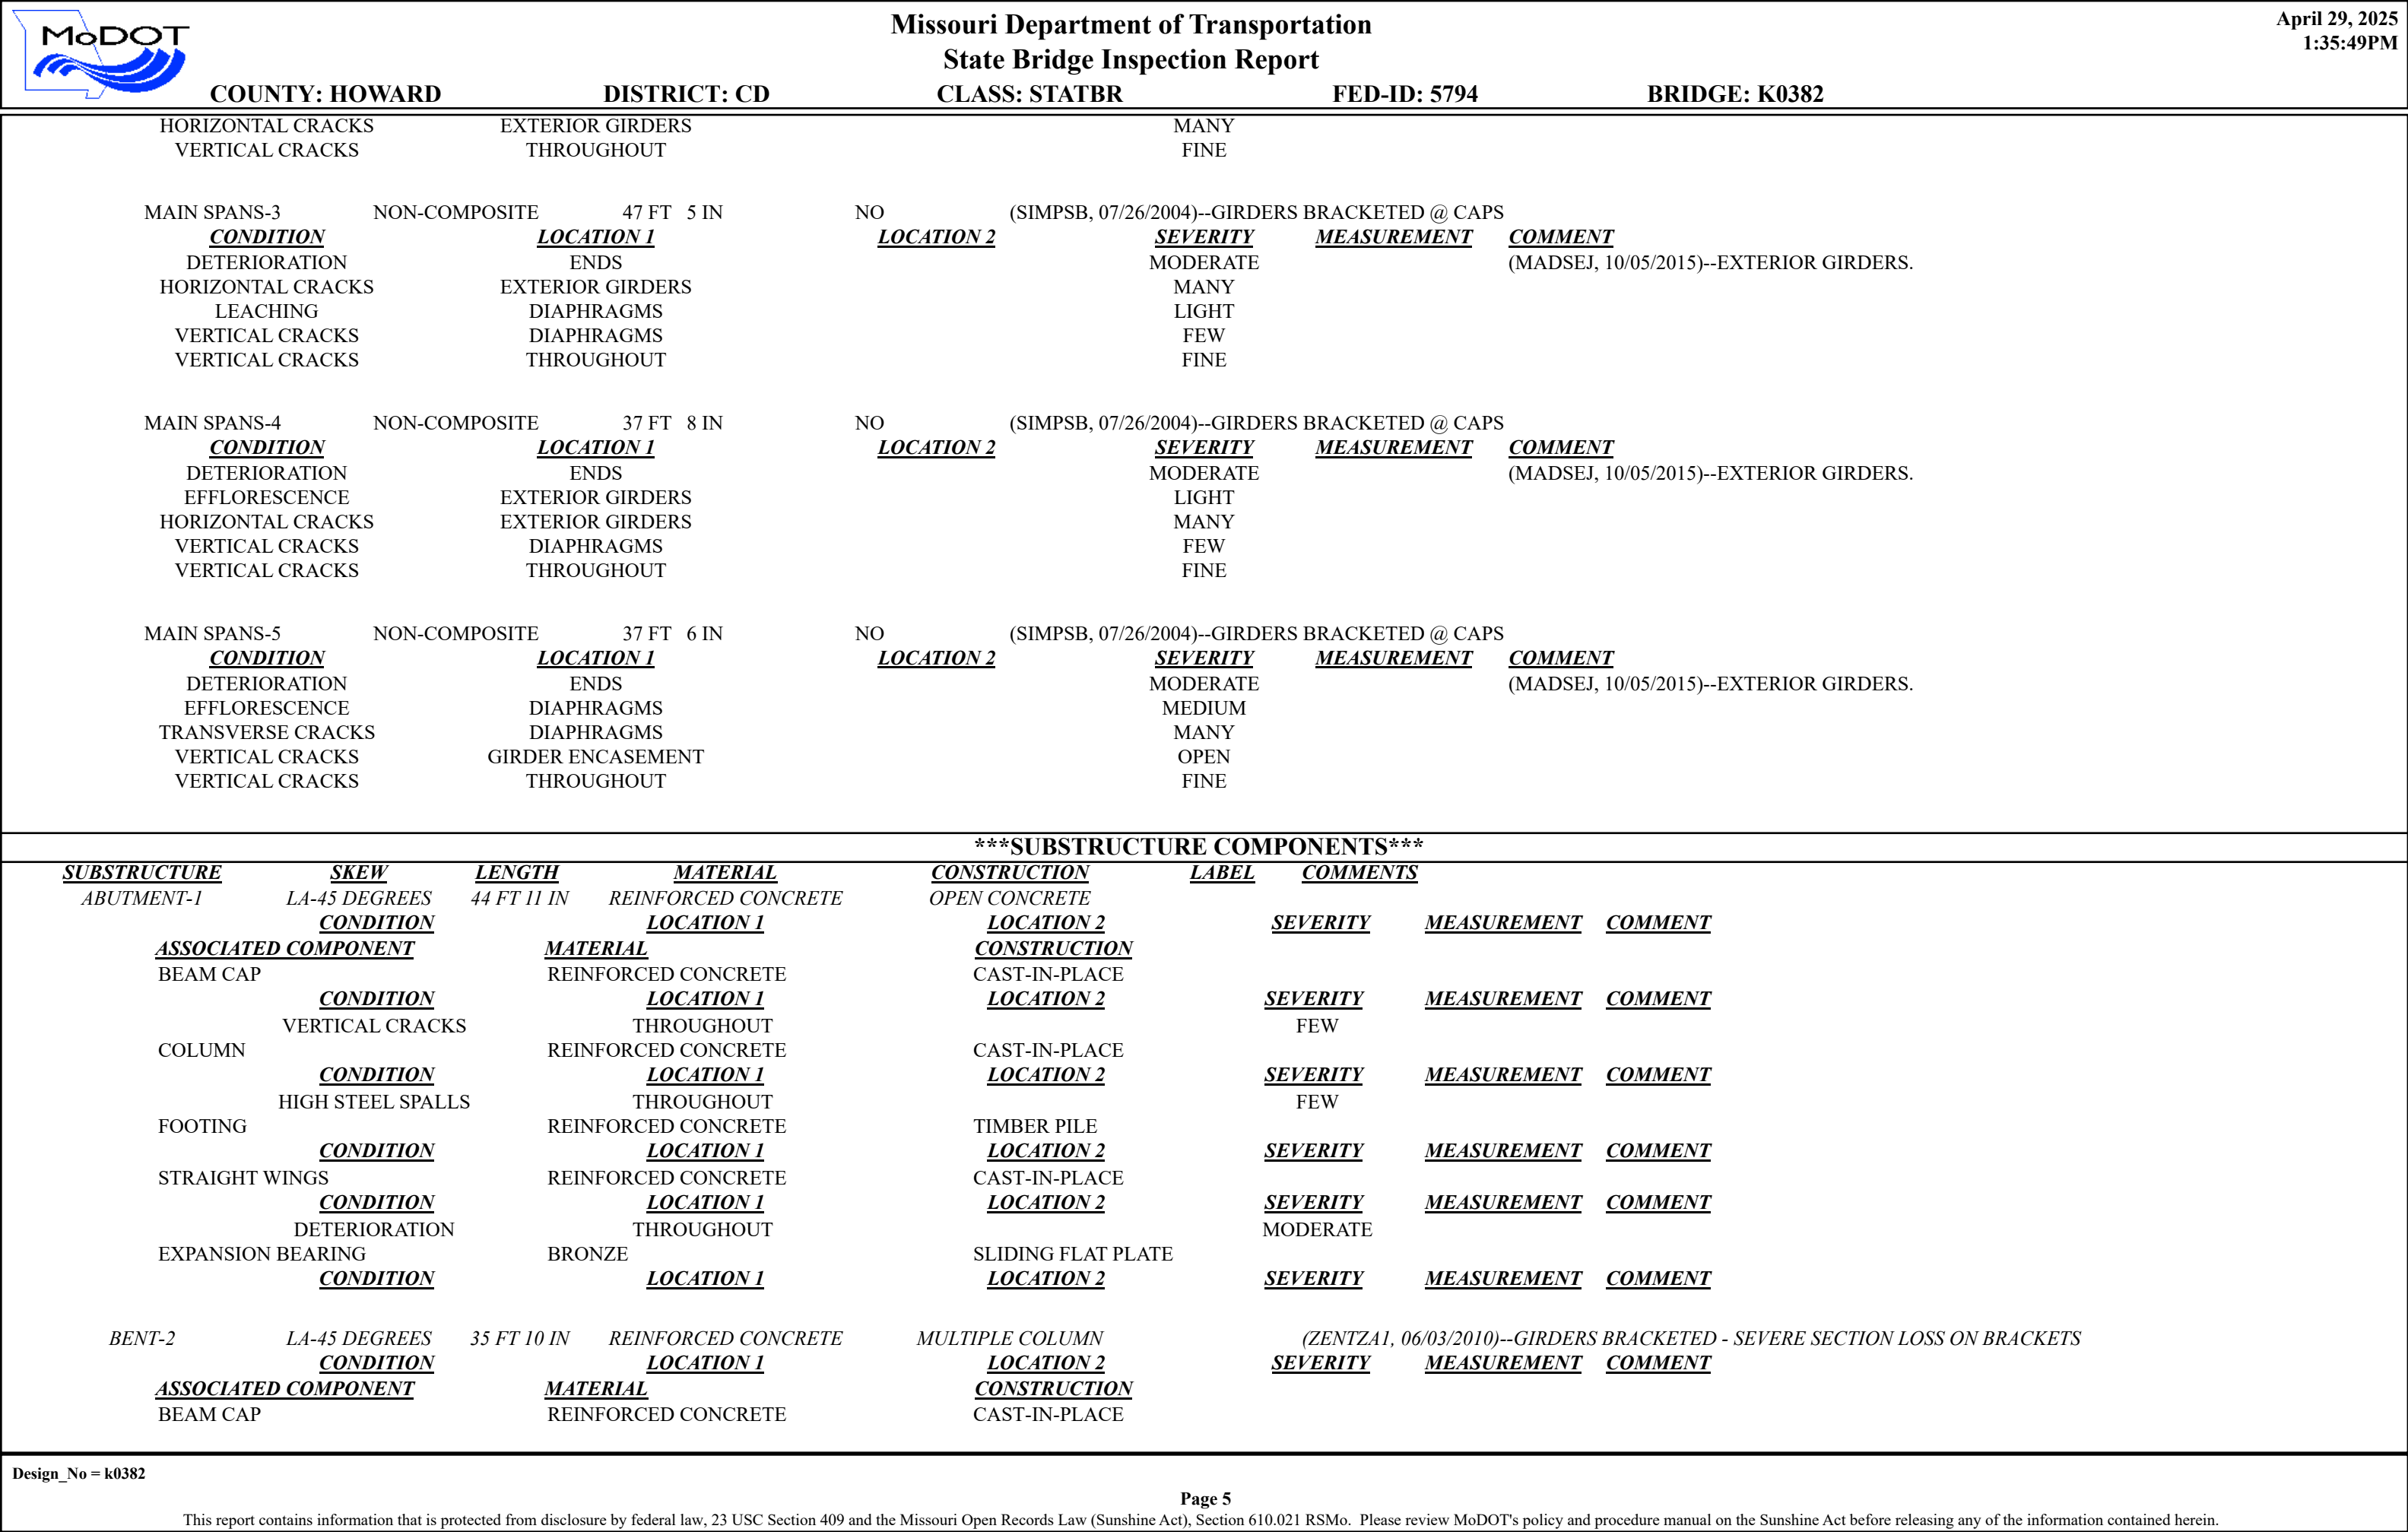 MoDOT
Missouri Department of Transportation
State Bridge Inspection Report
April 29, 2025
1:35:49PM
COUNTY: HOWARD DISTRICT: CD CLASS: STATBR FED-ID: 5794 BRIDGE: K0382
HORIZONTAL CRACKS EXTERIOR GIRDERS MANY
VERTICAL CRACKS THROUGHOUT FINE
MAIN SPANS-3 NON-COMPOSITE 47 FT 5 IN NO (SIMPSB, 07/26/2004)--GIRDERS BRACKETED @ CAPS
CONDITION LOCATION 1 LOCATION 2 SEVERITY MEASUREMENT COMMENT
DETERIORATION ENDS MODERATE (MADSEJ, 10/05/2015)--EXTERIOR GIRDERS.
HORIZONTAL CRACKS EXTERIOR GIRDERS MANY
LEACHING DIAPHRAGMS LIGHT
VERTICAL CRACKS DIAPHRAGMS FEW
VERTICAL CRACKS THROUGHOUT FINE
MAIN SPANS-4 NON-COMPOSITE 37 FT 8 IN NO (SIMPSB, 07/26/2004)--GIRDERS BRACKETED @ CAPS
CONDITION LOCATION 1 LOCATION 2 SEVERITY MEASUREMENT COMMENT
DETERIORATION ENDS MODERATE (MADSEJ, 10/05/2015)--EXTERIOR GIRDERS.
EFFLORESCENCE EXTERIOR GIRDERS LIGHT
HORIZONTAL CRACKS EXTERIOR GIRDERS MANY
VERTICAL CRACKS DIAPHRAGMS FEW
VERTICAL CRACKS THROUGHOUT FINE
MAIN SPANS-5 NON-COMPOSITE 37 FT 6 IN NO (SIMPSB, 07/26/2004)--GIRDERS BRACKETED @ CAPS
CONDITION LOCATION 1 LOCATION 2 SEVERITY MEASUREMENT COMMENT
DETERIORATION ENDS MODERATE (MADSEJ, 10/05/2015)--EXTERIOR GIRDERS.
EFFLORESCENCE DIAPHRAGMS MEDIUM
TRANSVERSE CRACKS DIAPHRAGMS MANY
VERTICAL CRACKS GIRDER ENCASEMENT OPEN
VERTICAL CRACKS THROUGHOUT FINE
***SUBSTRUCTURE COMPONENTS***
SUBSTRUCTURE SKEW LENGTH MATERIAL CONSTRUCTION LABEL COMMENTS
ABUTMENT-1 LA-45 DEGREES 44 FT 11 IN REINFORCED CONCRETE OPEN CONCRETE
CONDITION LOCATION 1 LOCATION 2 SEVERITY MEASUREMENT COMMENT
ASSOCIATED COMPONENT MATERIAL CONSTRUCTION
BEAM CAP REINFORCED CONCRETE CAST-IN-PLACE
CONDITION LOCATION 1 LOCATION 2 SEVERITY MEASUREMENT COMMENT
VERTICAL CRACKS THROUGHOUT FEW
COLUMN REINFORCED CONCRETE CAST-IN-PLACE
CONDITION LOCATION 1 LOCATION 2 SEVERITY MEASUREMENT COMMENT
HIGH STEEL SPALLS THROUGHOUT FEW
FOOTING REINFORCED CONCRETE TIMBER PILE
CONDITION LOCATION 1 LOCATION 2 SEVERITY MEASUREMENT COMMENT
STRAIGHT WINGS REINFORCED CONCRETE CAST-IN-PLACE
CONDITION LOCATION 1 LOCATION 2 SEVERITY MEASUREMENT COMMENT
DETERIORATION THROUGHOUT MODERATE
EXPANSION BEARING BRONZE SLIDING FLAT PLATE
CONDITION LOCATION 1 LOCATION 2 SEVERITY MEASUREMENT COMMENT
BENT-2 LA-45 DEGREES 35 FT 10 IN REINFORCED CONCRETE MULTIPLE COLUMN (ZENTZA1, 06/03/2010)--GIRDERS BRACKETED - SEVERE SECTION LOSS ON BRACKETS
CONDITION LOCATION 1 LOCATION 2 SEVERITY MEASUREMENT COMMENT
ASSOCIATED COMPONENT MATERIAL CONSTRUCTION
BEAM CAP REINFORCED CONCRETE CAST-IN-PLACE
Design_No = k0382
Page 5
This report contains information that is protected from disclosure by federal law, 23 USC Section 409 and the Missouri Open Records Law (Sunshine Act), Section 610.021 RSMo. Please review MoDOT's policy and procedure manual on the Sunshine Act before releasing any of the information contained herein.